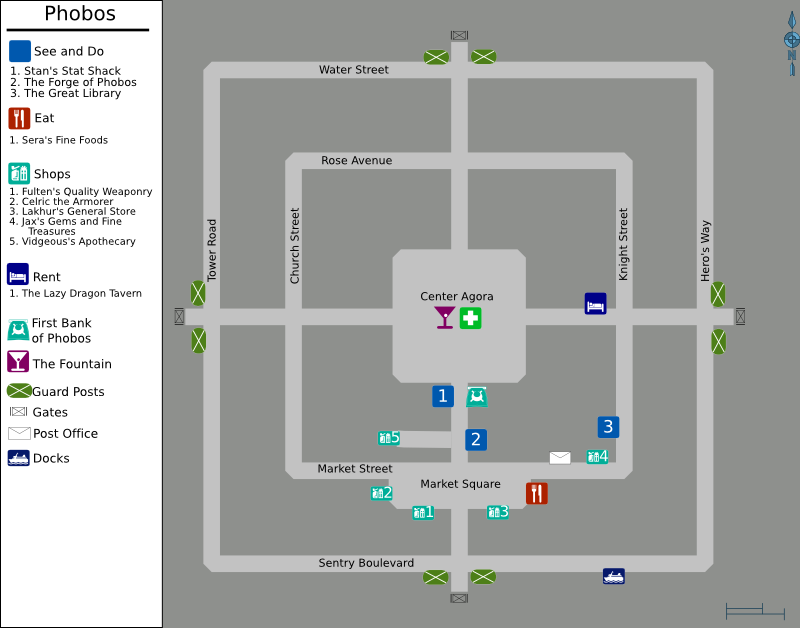 Phobos
See and Do
1. Stan's Stat Shack
2. The Forge of Phobos
3. The Great Library
Eat
1. Sera's Fine Foods
Shops
1. Fulten's Quality Weaponry
2. Celric the Armorer
3. Lakhur's General Store
4. Jax's Gems and Fine
Treasures
5. Vidgeous's Apothecary
Rent
1. The Lazy Dragon Tavern
First Bank
of Phobos
The Fountain
Guard Posts
Gates
Post Office
Docks
N
Water Street
Rose Avenue
Tower Road
Church Street
Knight Street
Hero's Way
Center Agora
1
2
3
5
4
Market Street
Market Square
2
1
3
Sentry Boulevard